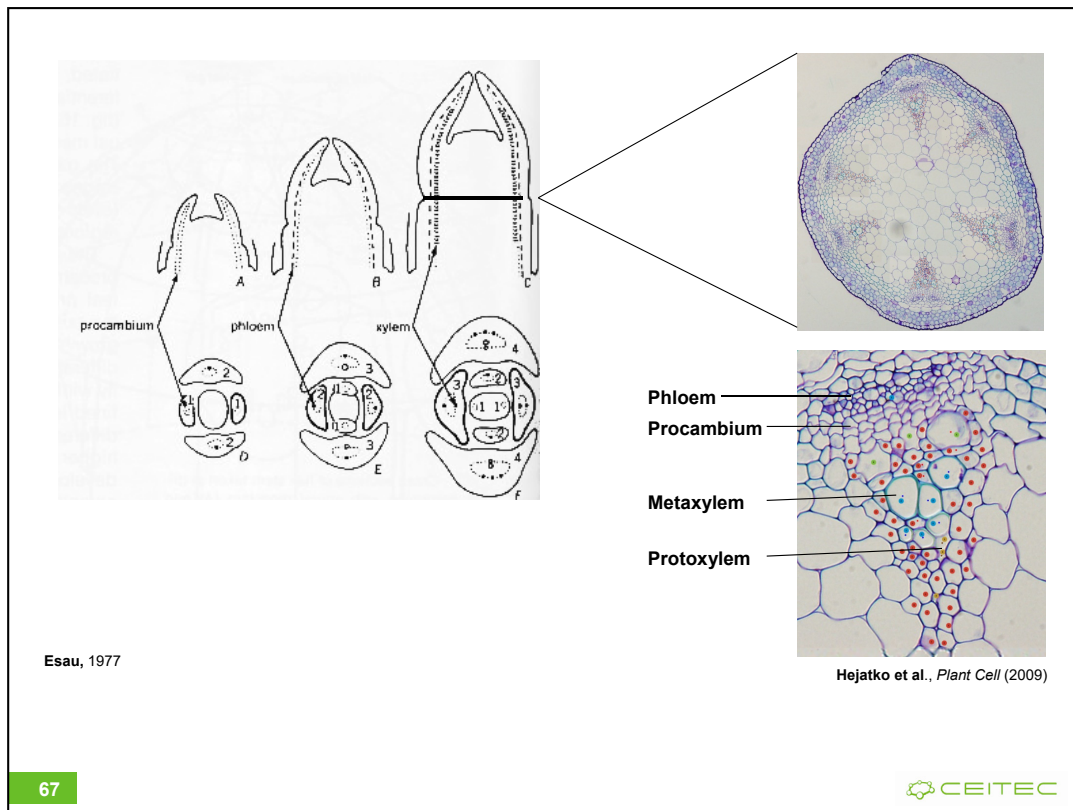 A
B
C
procambium
phloem
xylem
2
1
1
2
D
3
1
2
2
1
3
E
4
2
3
3
1
1
2
4
F
Phloem
Procambium
Metaxylem
Protoxylem
Esau, 1977
Hejatko et al., Plant Cell (2009)
67
CEITEC